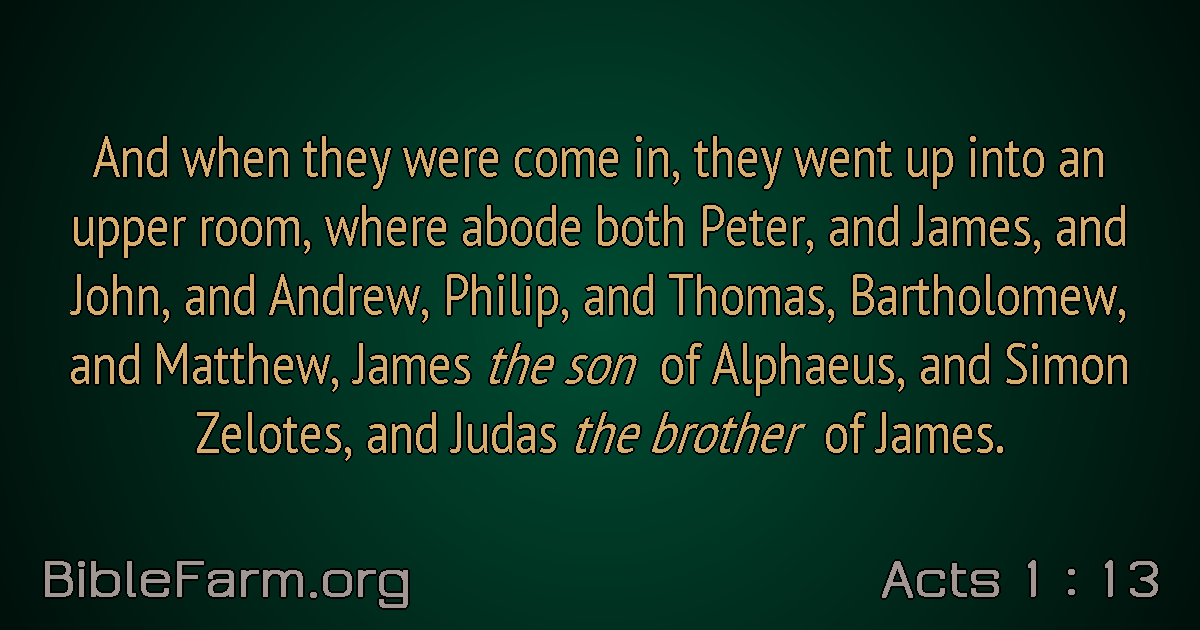 And when they were come in, they went up into an
upper room, where abode both Peter, and James, and
John, and Andrew, Philip, and Thomas, Bartholomew,
and Matthew, James the son of Alphaeus, and Simon
Zelotes, and Judas the brother of James.
BibleFarm.org
Acts 1 : 13